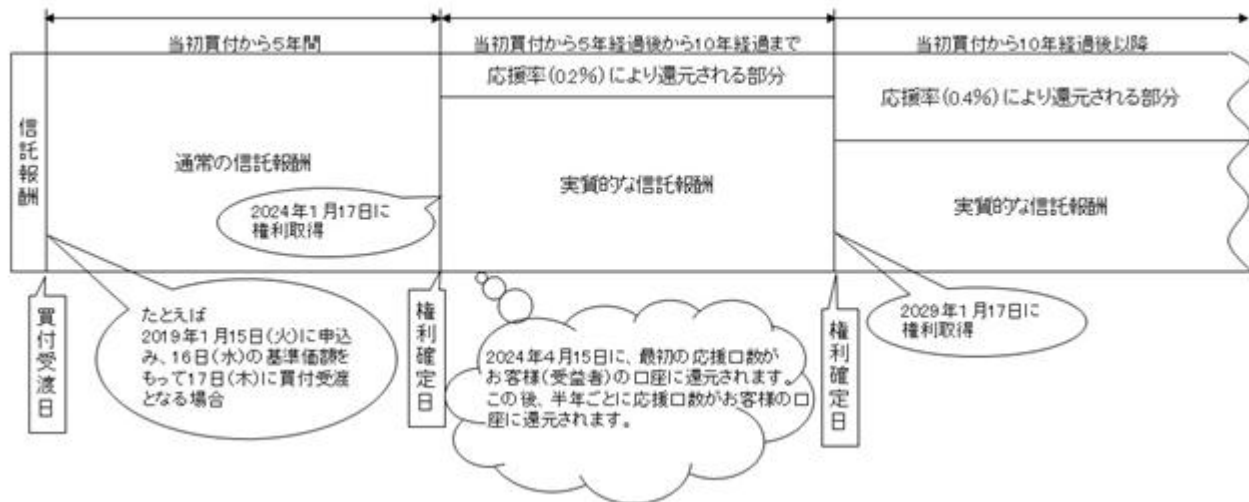 当初買付から5年間
当初買付から5年経過後から10年経過まで
当初買付から10年経過後以降
信託報酬
通常の信託報酬
応援率(0.2%)により還元される部分
実質的な信託報酬
応援率(0.4%)により還元される部分
実質的な信託報酬
2024年1月17日に
権利取得
買付受渡日
たとえば
2019年1月15日(火)に申込
み、16日(水)の基準価額を
もって17日(木)に買付受渡
となる場合
権利確定日
2024年4月15日に、最初の応援口数が
お客様(受益者)の口座に還元されます。
この後、半年ごとに応援口数がお客様の口
座に還元されます。
権利確定日
2029年1月17日に
権利取得